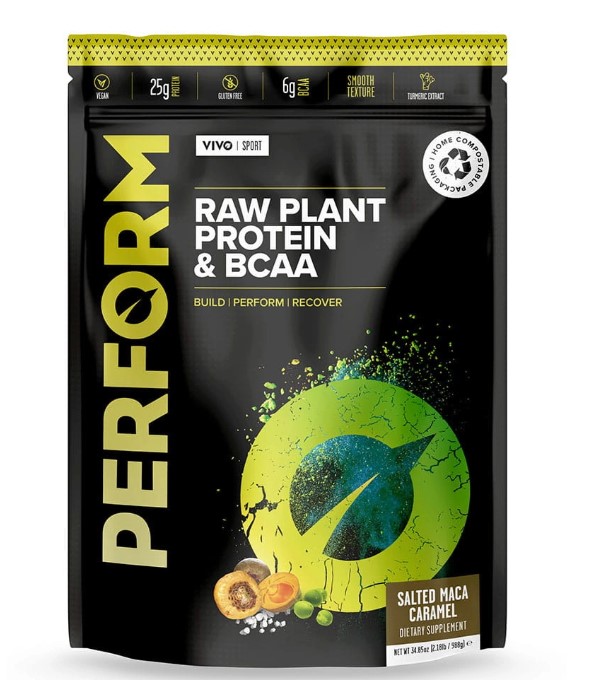 VEGAN
25g PROTEIN
GLUTEN FREE
6g BCAA
SMOOTH
TEXTURE
TURMERIC EXTRACT
VIVO | SPORT
HOME COMPOSTABLE PACKAGING |
RAW PLANT
PROTEIN
& BCAA
BUILD | PERFORM | RECOVER
PERFORM
SALTED MACA
CARAMEL
DIETARY SUPPLEMENT
NET WT 34.85oz (2.18lb / 988g) e